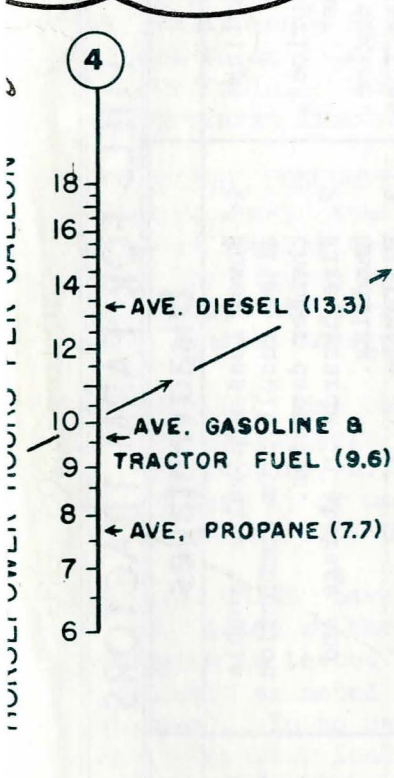 4
HORSEPOWER HOURS PER GALLON
18
16
14
AVE. DIESEL (13.3)
12
10
AVE. GASOLINE &
9
TRACTOR FUEL (9.6)
8
AVE. PROPANE (7.7)
7
6